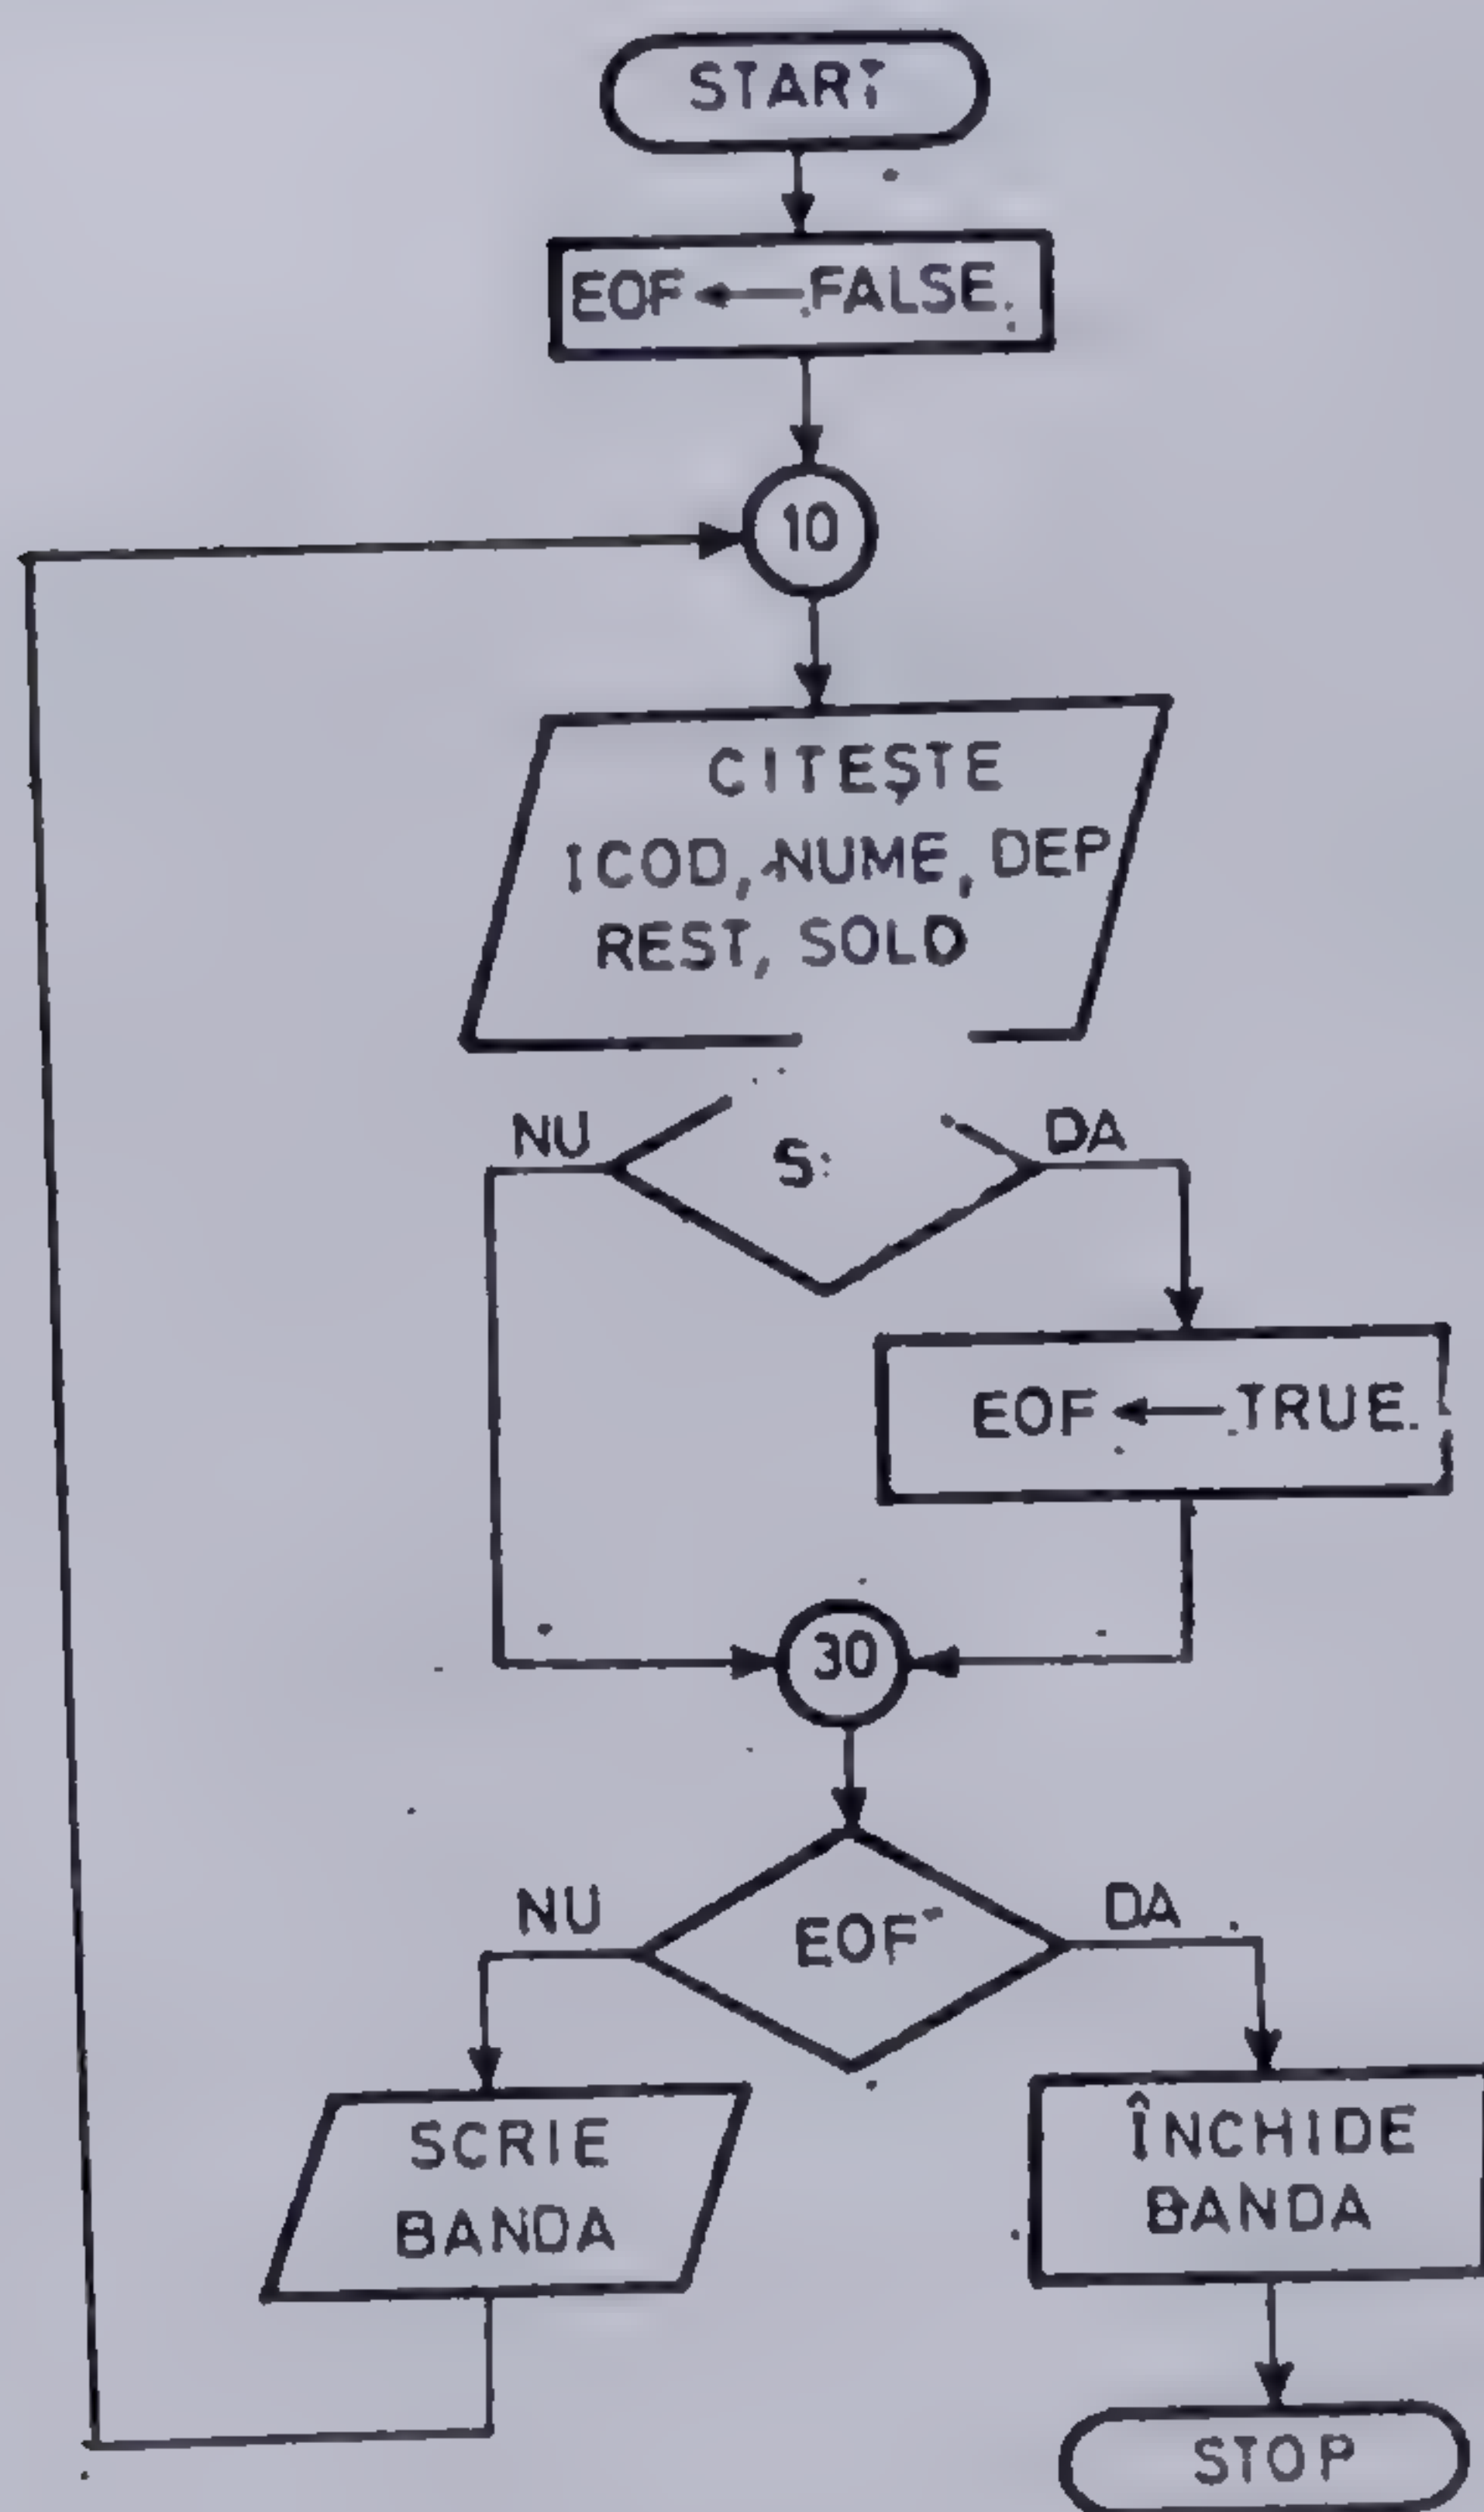 START
EOF ← .FALSE.
10
CITEȘTE
ICOD, NUME, DEP
REST, SOLD
NU
DA
EOF ← .TRUE.
30
NU
EOF
DA
SCRIE
BANDA
ÎNCHIDE
BANDA
STOP